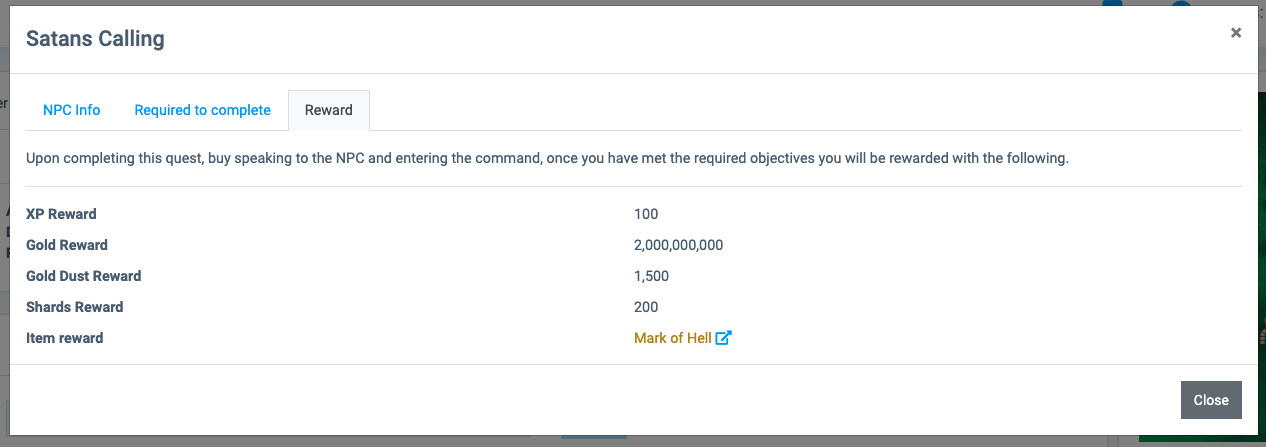 Satans Calling ×
NPC Info Required to complete Reward
Upon completing this quest, buy speaking to the NPC and entering the command, once you have met the required objectives you will be rewarded with the following.
XP Reward 100
Gold Reward 2,000,000,000
Gold Dust Reward 1,500
Shards Reward 200
Item reward Mark of Hell
Close